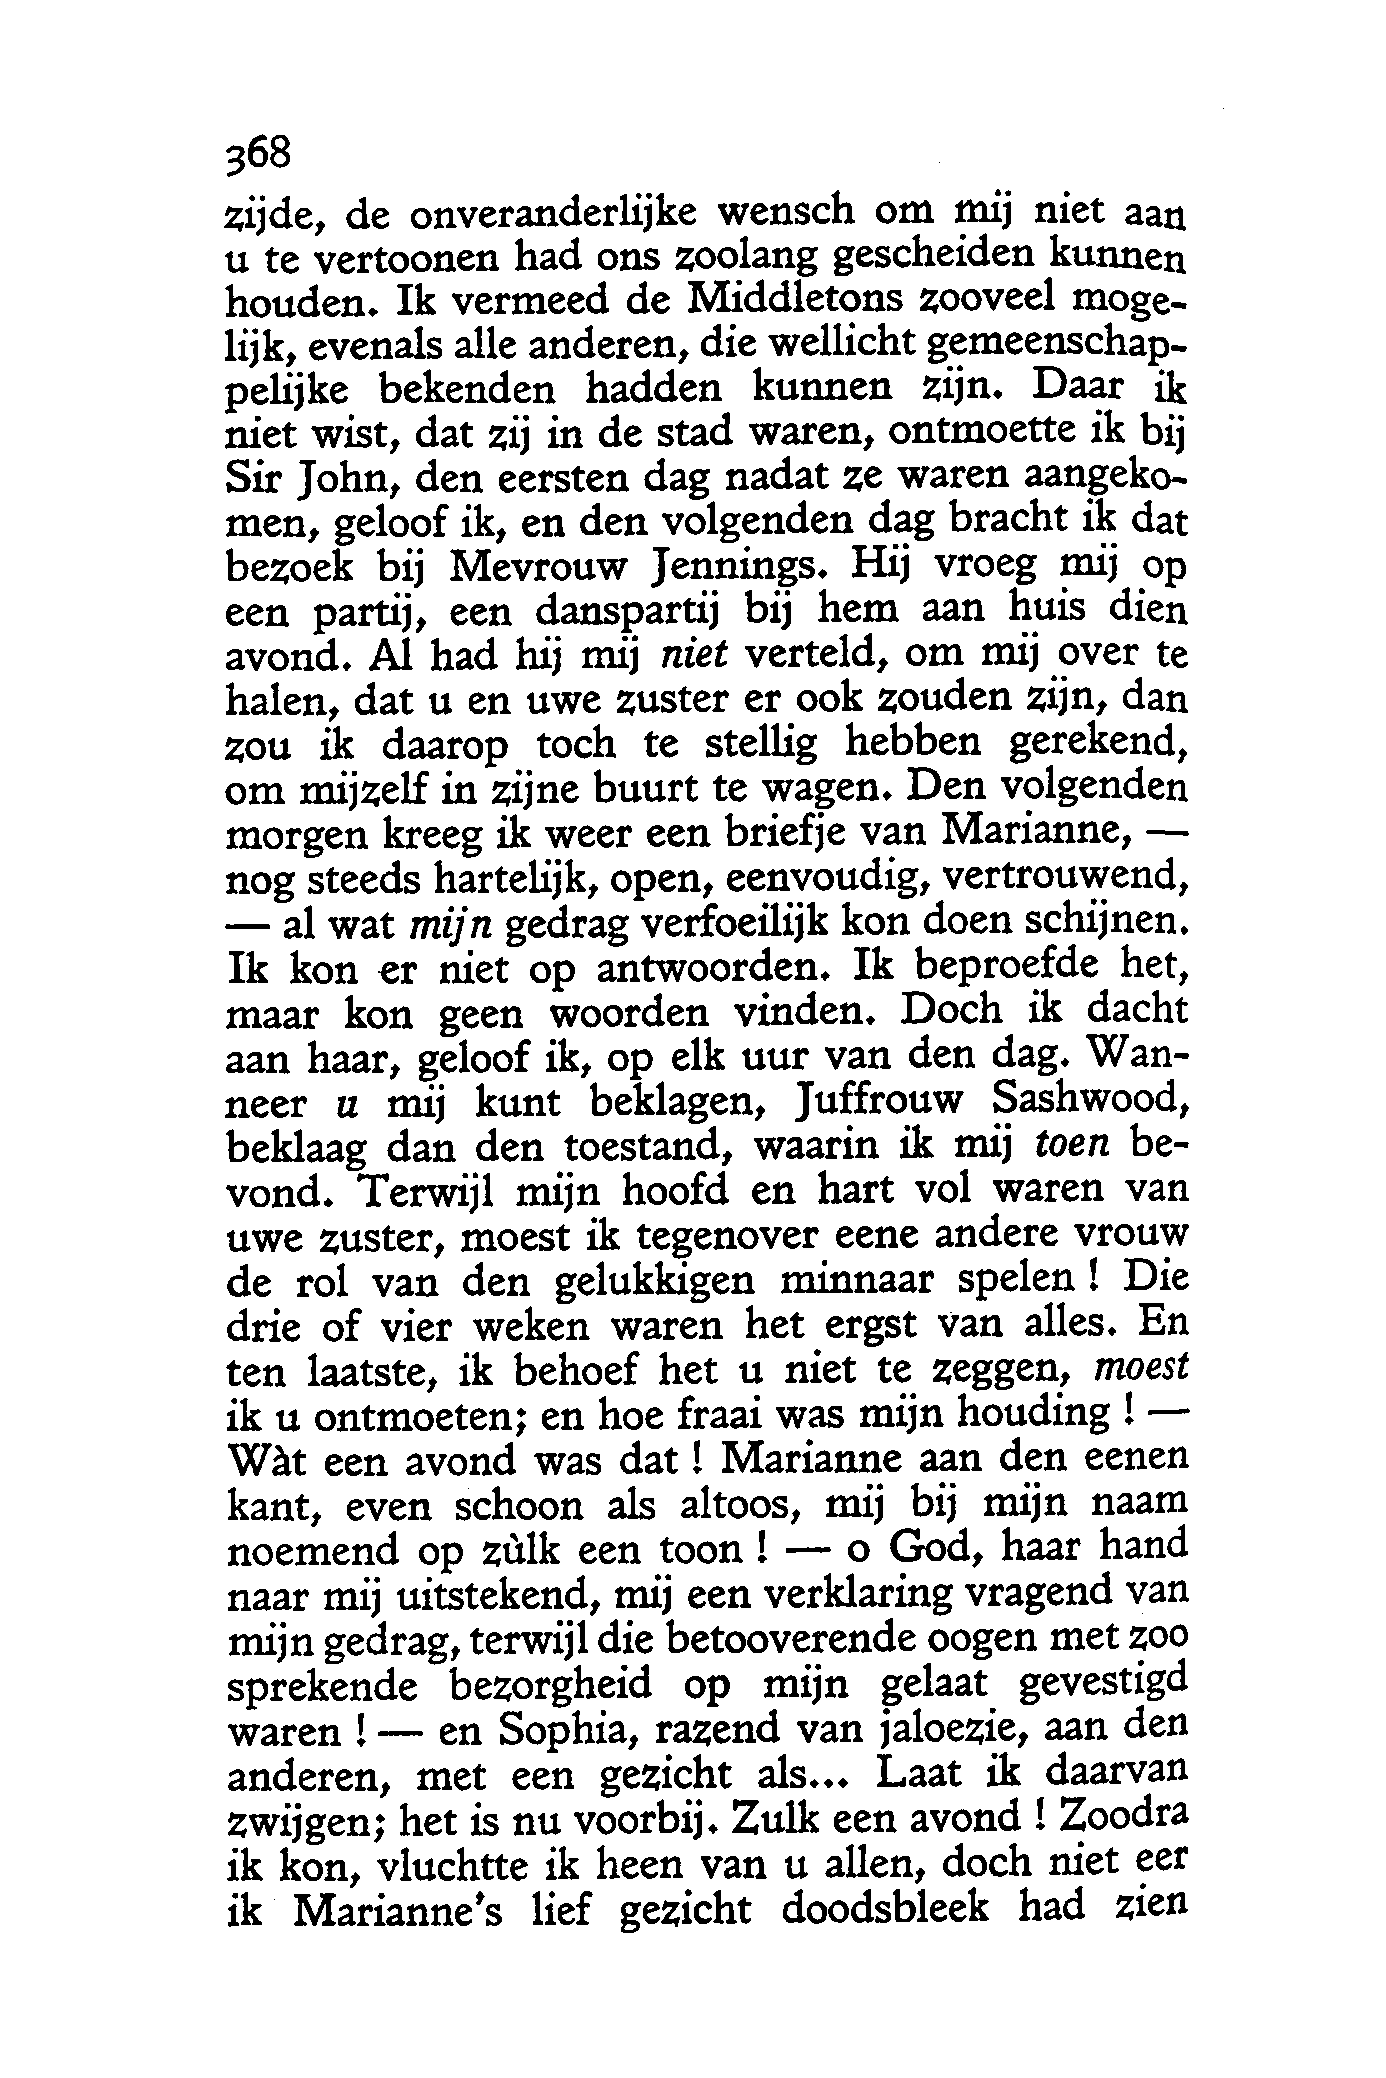 368
zijde, de onveranderlijke wensch om mij niet aan
u te vertoonen had ons zoolang gescheiden kunnen
houden. Ik vermeed de Middletons zooveel moge-
lijk, evenals alle anderen, die wellicht gemeenschap-
pelijke bekenden hadden kunnen zijn. Daar ik
niet wist, dat zij in de stad waren, ontmoette ik bij
Sir John, den eersten dag nadat ze waren aangeko-
men, geloof ik, en den volgenden dag bracht ik dat
bezoek bij Mevrouw Jennings. Hij vroeg mij op
een partij, een danspartij bij hem aan huis dien
avond. Al had hij mij niet verteld, om mij over te
halen, dat u en uwe zuster er ook zouden zijn, dan
zou ik daarop toch te stellig hebben gerekend,
om mijzelf in zijne buurt te wagen. Den volgenden
morgen kreeg ik weer een briefje van Marianne, —
nog steeds hartelijk, open, eenvoudig, vertrouwend,
— al wat mijn gedrag verfoeilijk kon doen schijnen.
Ik kon er niet op antwoorden. Ik beproefde het,
maar kon geen woorden vinden. Doch ik dacht
aan haar, geloof ik, op elk uur van den dag. Wan-
neer u mij kunt beklagen, Juffrouw Sashwood,
beklaag dan den toestand, waarin ik mij toen be-
vond. Terwijl mijn hoofd en hart vol waren van
uwe zuster, moest ik tegenover eene andere vrouw
de rol van den gelukkigen minnaar spelen ! Die
drie of vier weken waren het ergst van alles. En
ten laatste, ik behoef het u niet te zeggen, moest
ik u ontmoeten; en hoe fraai was mijn houding ! —
Wàt een avond was dat ! Marianne aan den eenen
kant, even schoon als altoos, mij bij mijn naam
noemend op zùlk een toon ! — o God, haar hand
naar mij uitstekend, mij een verklaring vragend van
mijn gedrag, terwijl die betooverende oogen met zoo
sprekende bezorgheid op mijn gelaat gevestigd
waren ! — en Sophia, razend van jaloezie, aan den
anderen, met een gezicht als... Laat ik daarvan
zwijgen; het is nu voorbij. Zulk een avond ! Zoodra
ik kon, vluchtte ik heen van u allen, doch niet eer
ik Marianne's lief gezicht doodsbleek had zien